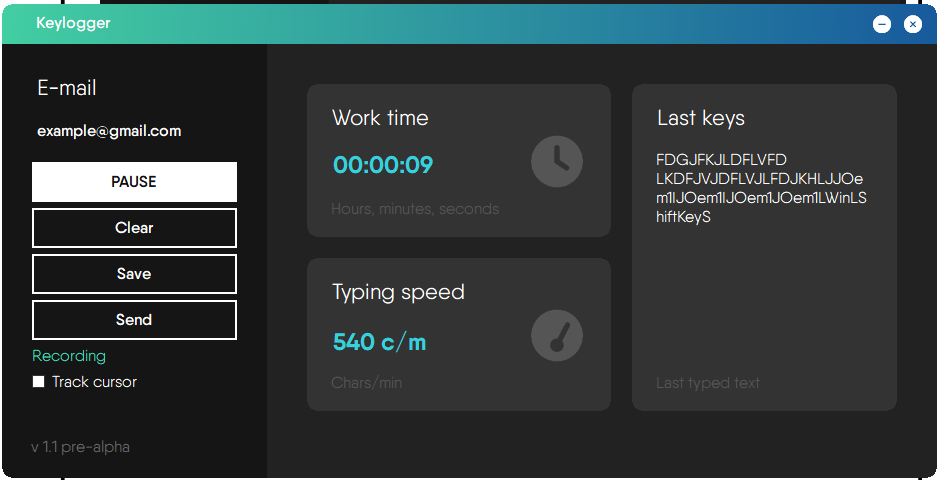 Keylogger
E-mail
example@gmail.com
PAUSE
Clear
Save
Send
Recording
Track cursor
v 1.1 pre-alpha
Work time
00:00:09
Hours, minutes, seconds
Typing speed
540 c/m
Chars/min
Last keys
FDGJFKJLDFLVFD
LKDFJVJDFLVJLFDJKHLJJOe
m1IJOem1IJOem1JOem1LWinLS
hiftKeyS
Last typed text